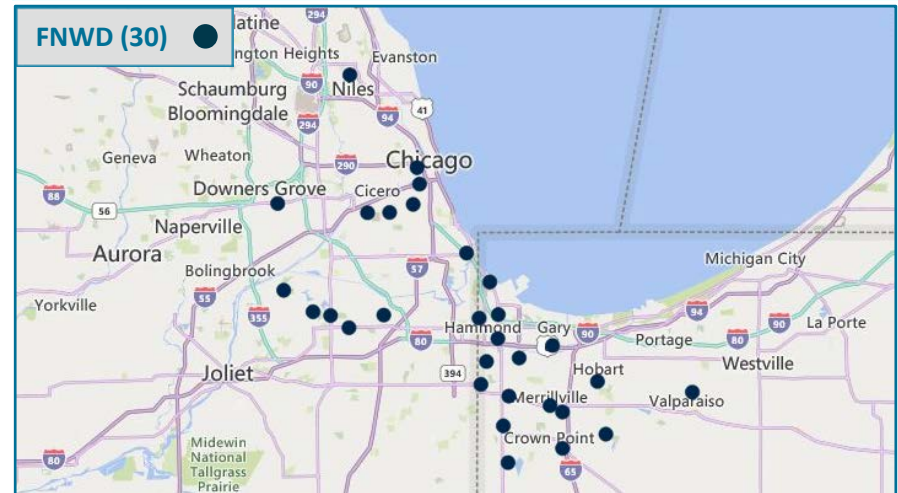 FNWD (30)
294
latine
ngton Heights
Evanston
90
Schaumburg
Niles
Bloomingdale
41
294
94
Geneva
Wheaton
290
Chicago
88
Downers Grove
Cicero
56
Naperville
Aurora
57
Michigan City
Bolingbrook
55
Yorkville
355
94
Hammond
Gary
90
90
La Porte
80
Portage
80
394
Westville
Joliet
Hobart
Merrillville
Valparaiso
Crown Point
Midewin
National
Tallgrass
Prairie
80
65